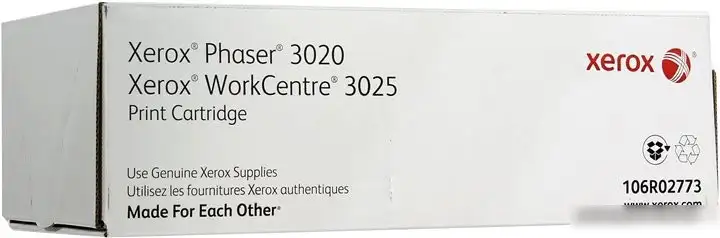 Xerox® Phaser® 3020
Xerox® WorkCentre® 3025
Print Cartridge
xerox
Use Genuine Xerox Supplies
Utilisez les fournitures Xerox authentiques
Made For Each Other®
106R02773
www.xerox.com